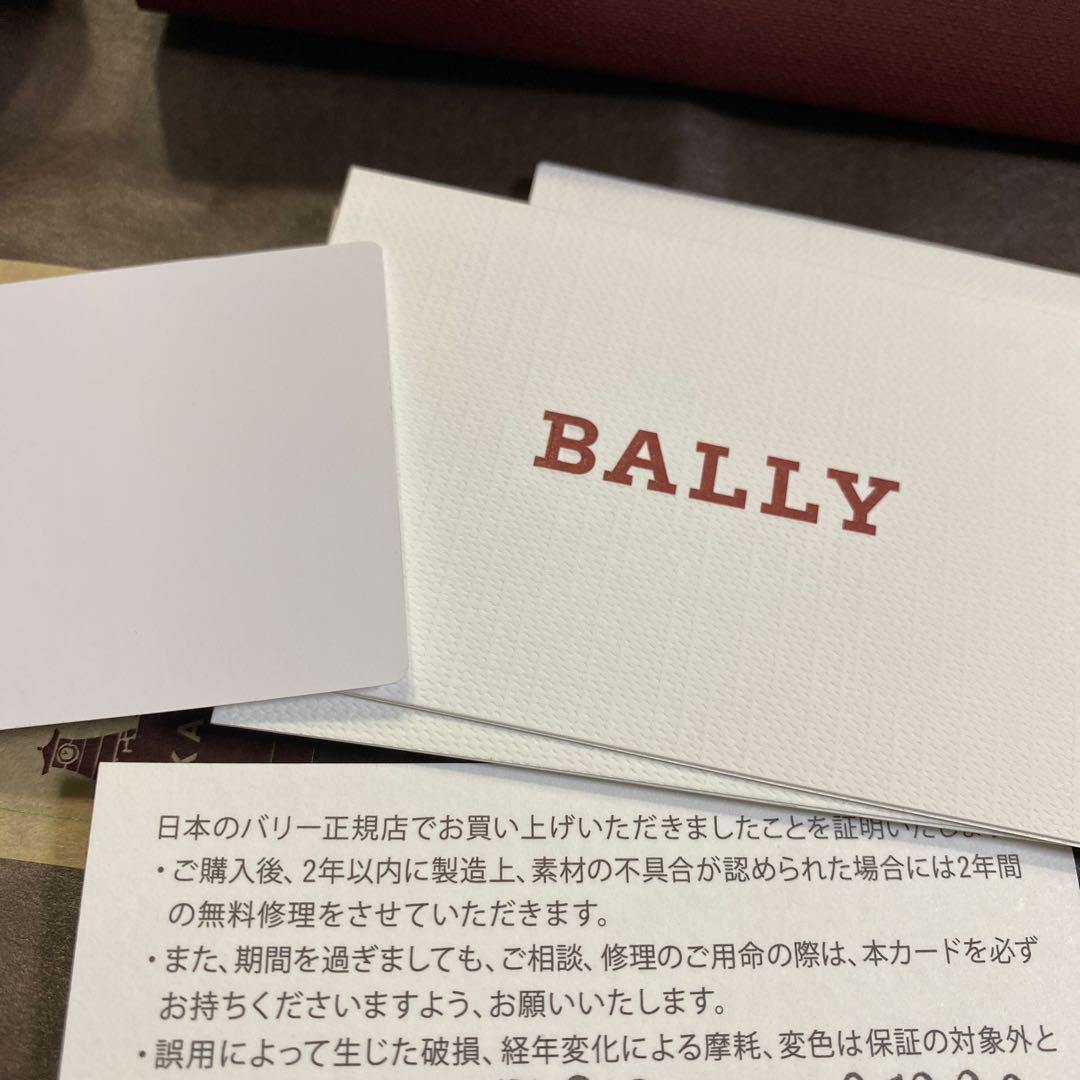 BALLY
KA
日本のバリー正規店でお買い上げいただきましたことを証明いたしま
・ご購入後、2年以内に製造上、素材の不具合が認められた場合には2年間
の無料修理をさせていただきます。
・また、期間を過ぎましても、ご相談、修理のご用命の際は、本カードを必ず
お持ちくださいますよう、お願いいたします。
・誤用によって生じた破損、経年変化による摩耗、変色は保証の対象外と